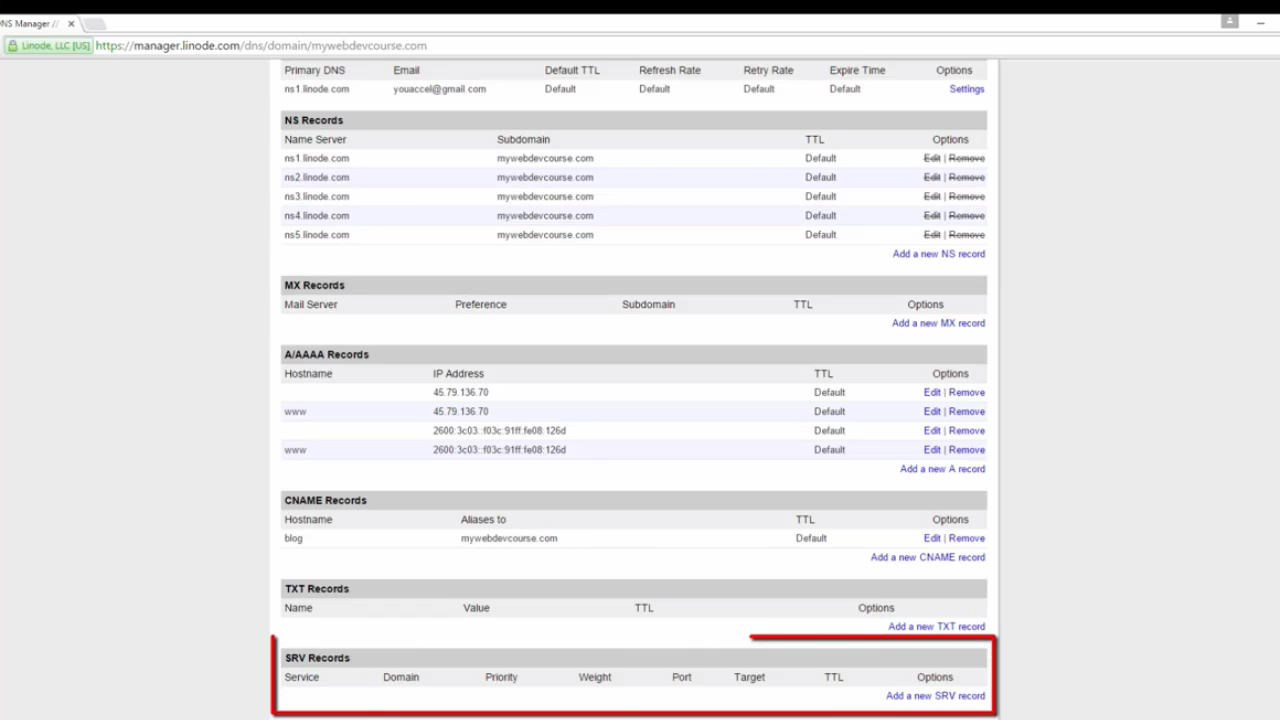 NS Manager //
Linode, LLC [US] https://manager.linode.com/dns/domain/mywebdevcourse.com
Primary DNS Email Default TTL Refresh Rate Retry Rate Expire Time Options
ns1.linode.com youaccel@gmail.com Default Default Default Default Settings
NS Records
Name Server Subdomain TTL Options
ns1.linode.com mywebdevcourse.com Default Edit | Remove
ns2.linode.com mywebdevcourse.com Default Edit | Remove
ns3.linode.com mywebdevcourse.com Default Edit | Remove
ns4.linode.com mywebdevcourse.com Default Edit | Remove
ns5.linode.com mywebdevcourse.com Default Edit | Remove
Add a new NS record
MX Records
Mail Server Preference Subdomain TTL Options
Add a new MX record
A/AAAA Records
Hostname IP Address TTL Options
45.79.136.70 Default Edit | Remove
www 45.79.136.70 Default Edit | Remove
2600:3c03::f03c:91ff:fe08:126d Default Edit | Remove
www 2600:3c03::f03c:91ff:fe08:126d Default Edit | Remove
Add a new A record
CNAME Records
Hostname Aliases to TTL Options
blog mywebdevcourse.com Default Edit | Remove
Add a new CNAME record
TXT Records
Name Value TTL Options
Add a new TXT record
SRV Records
Service Domain Priority Weight Port Target TTL Options
Add a new SRV record